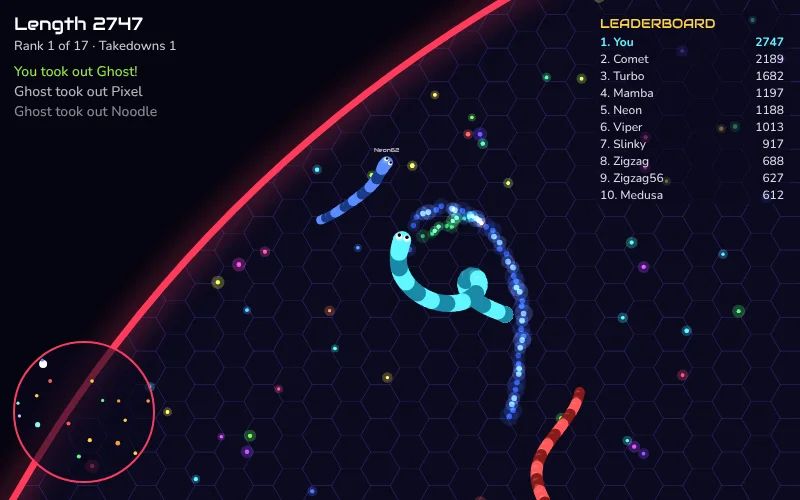 Length 2747
Rank 1 of 17 · Takedowns 1
You took out Ghost!
Ghost took out Pixel
Ghost took out Noodle
LEADERBOARD
1. You 2747
2. Comet 2189
3. Turbo 1682
4. Mamba 1197
5. Neon 1188
6. Viper 1013
7. Slinky 917
8. Zigzag 688
9. Zigzag56 627
10. Medusa 612
Neon62